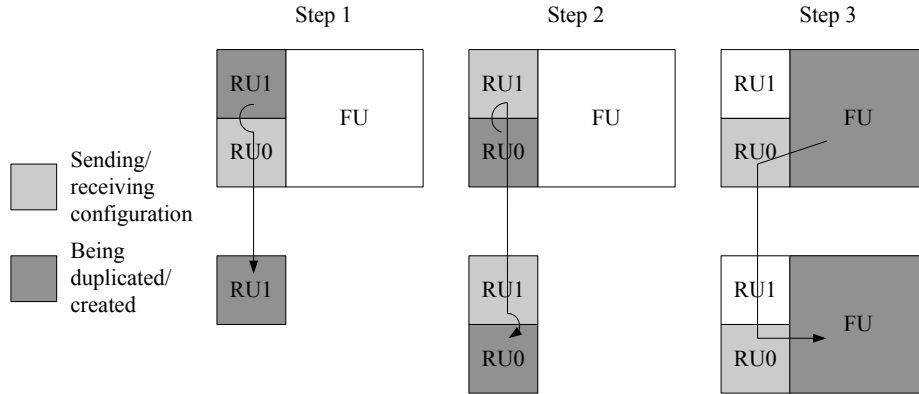 Step 1
Step 2
Step 3
RU1
FU
RU0
RU1
FU
RU0
RU1
FU
RU0
Sending/
receiving
configuration
Being
duplicated/
created
RU1
RU1
RU0
RU1
FU
RU0